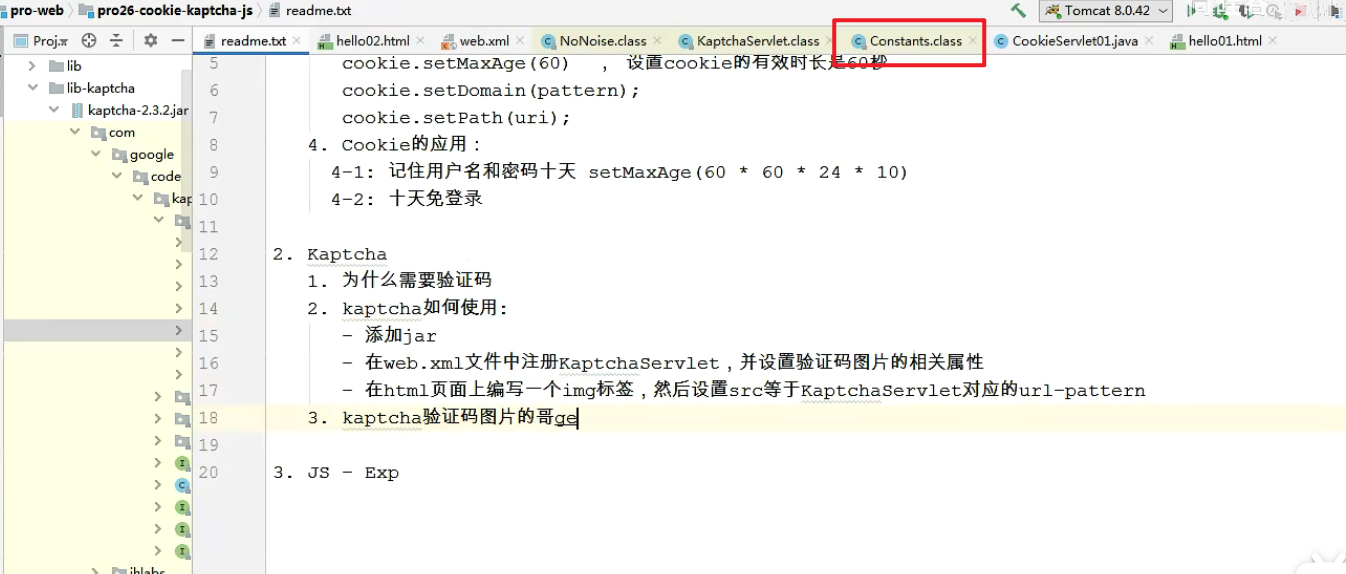 pro-web
pro26-cookie-kaptcha-js
readme.txt
Tomcat 8.0.42
Proj
readme.txt
hello02.html
web.xml
NoNoise.class
KaptchaServlet.class
Constants.class
CookieServlet01.java
hello01.html
lib
lib-kaptcha
kaptcha-2.3.2.jar
com
google
code
kap
5 cookie.setMaxAge(60) , 设置cookie的有效时长是60秒
6 cookie.setDomain(pattern);
7 cookie.setPath(uri);
8 4. Cookie的应用：
9 4-1: 记住用户名和密码十天 setMaxAge(60 * 60 * 24 * 10)
10 4-2: 十天免登录
11
12 2. Kaptcha
13 1. 为什么需要验证码
14 2. kaptcha如何使用:
15 - 添加jar
16 - 在web.xml文件中注册KaptchaServlet，并设置验证码图片的相关属性
17 - 在html页面上编写一个img标签，然后设置src等于KaptchaServlet对应的url-pattern
18 3. kaptcha验证码图片的哥ge
19
20 3. JS - Exp